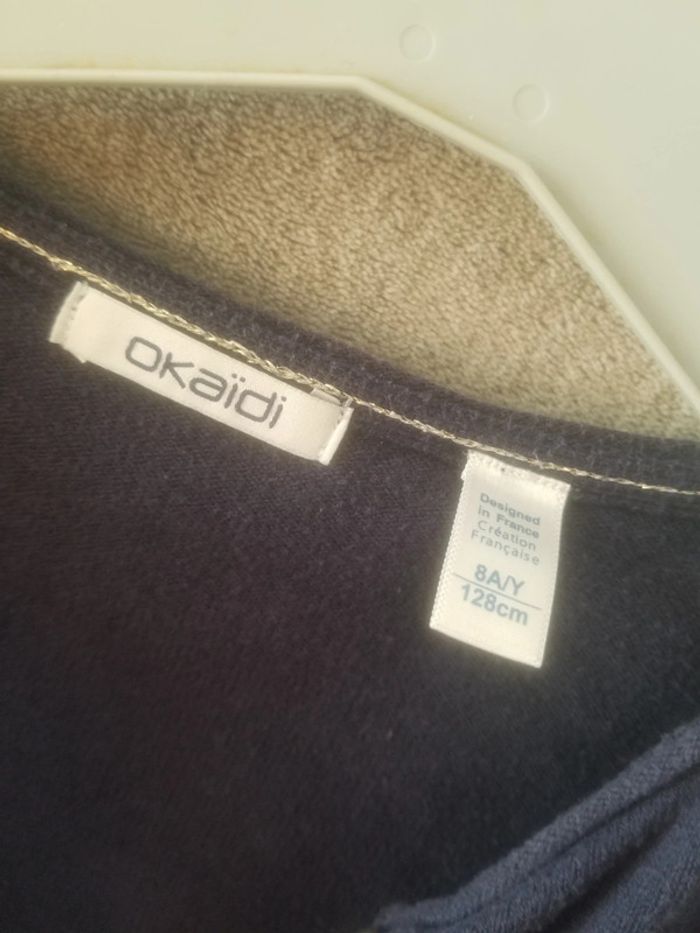 okaïdi
Designed
in France
Création
Française
8A/Y
128cm